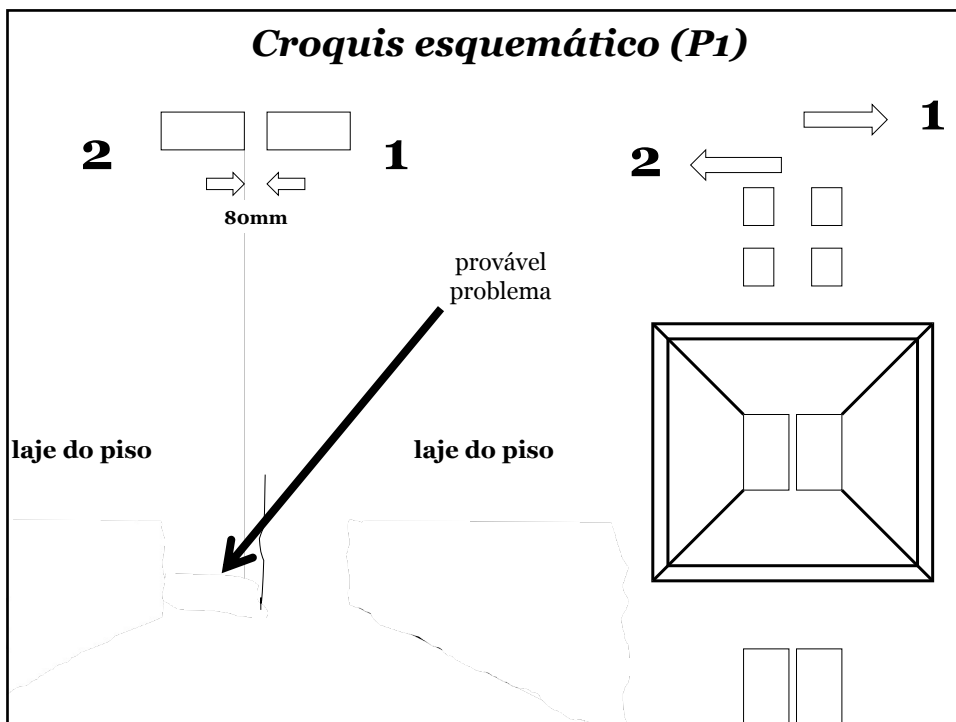 Croquis esquemático (P1)
2
1
80mm
1
2
provável
problema
laje do piso
laje do piso